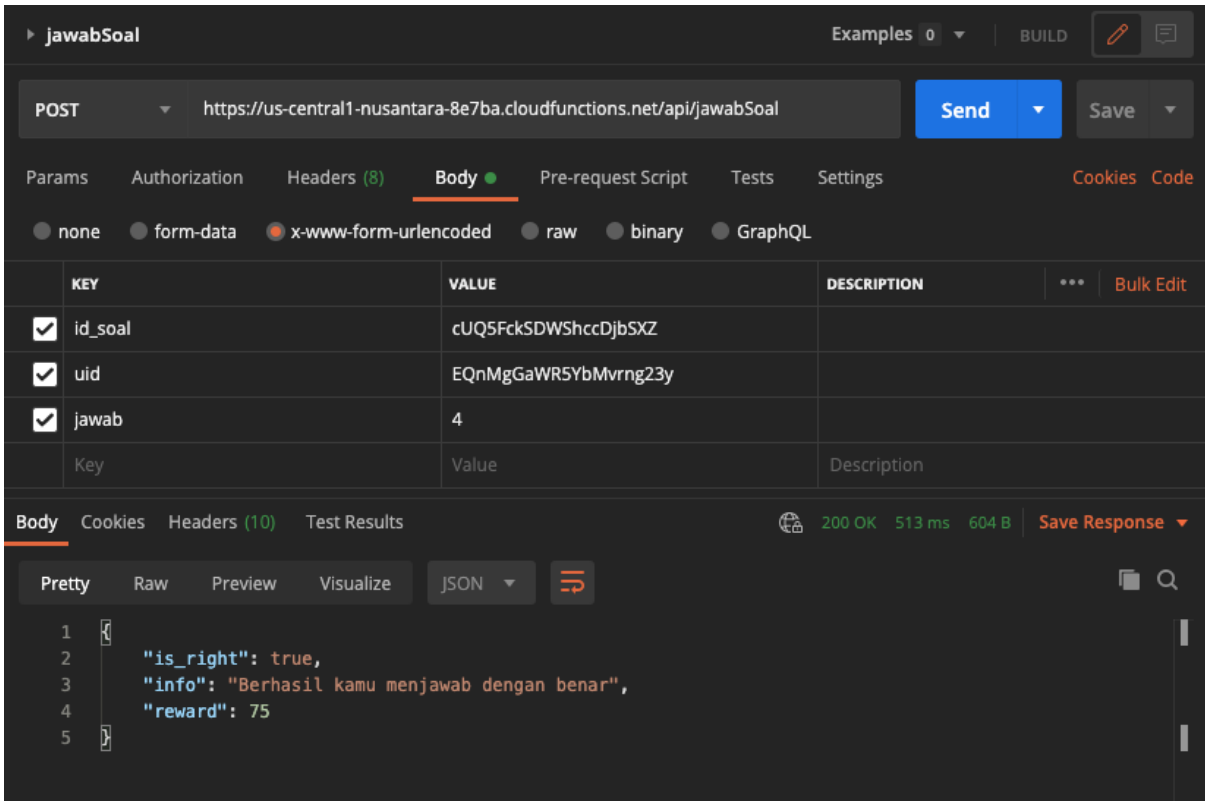 jawabSoal Examples 0 BUILD
POST https://us-central1-nusantara-8e7ba.cloudfunctions.net/api/jawabSoal Send Save
Params Authorization Headers (8) Body Pre-request Script Tests Settings Cookies Code
none form-data x-www-form-urlencoded raw binary GraphQL
KEY VALUE DESCRIPTION ••• Bulk Edit
id_soal cUQ5FckSDWShccDjbSXZ
uid EQnMgGaWR5YbMvrng23y
jawab 4
Key Value Description
Body Cookies Headers (10) Test Results 200 OK 513 ms 604 B Save Response
Pretty Raw Preview Visualize JSON
1 {
2 "is_right": true,
3 "info": "Berhasil kamu menjawab dengan benar",
4 "reward": 75
5 }